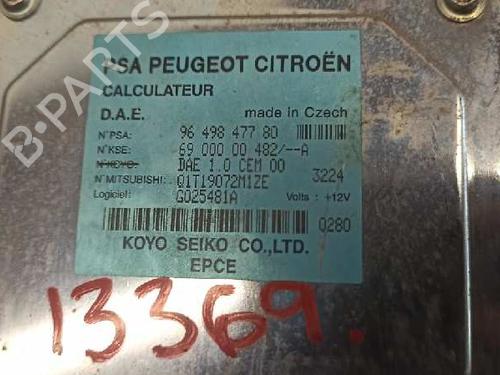 B-PARTS
PSA PEUGEOT CITROËN
CALCULATEUR
D.A.E. made in Czech
N°PSA: 96 498 477 80
N°KSE: 69 000 00 482/--A
N°KOYO: DAE 1.0 CEM 00
N°MITSUBISHI: Q1T19072M1ZE 3224
Logiciel: G025481A Volts : +12V
0280
KOYO SEIKO CO.,LTD.
EPCE
13369.